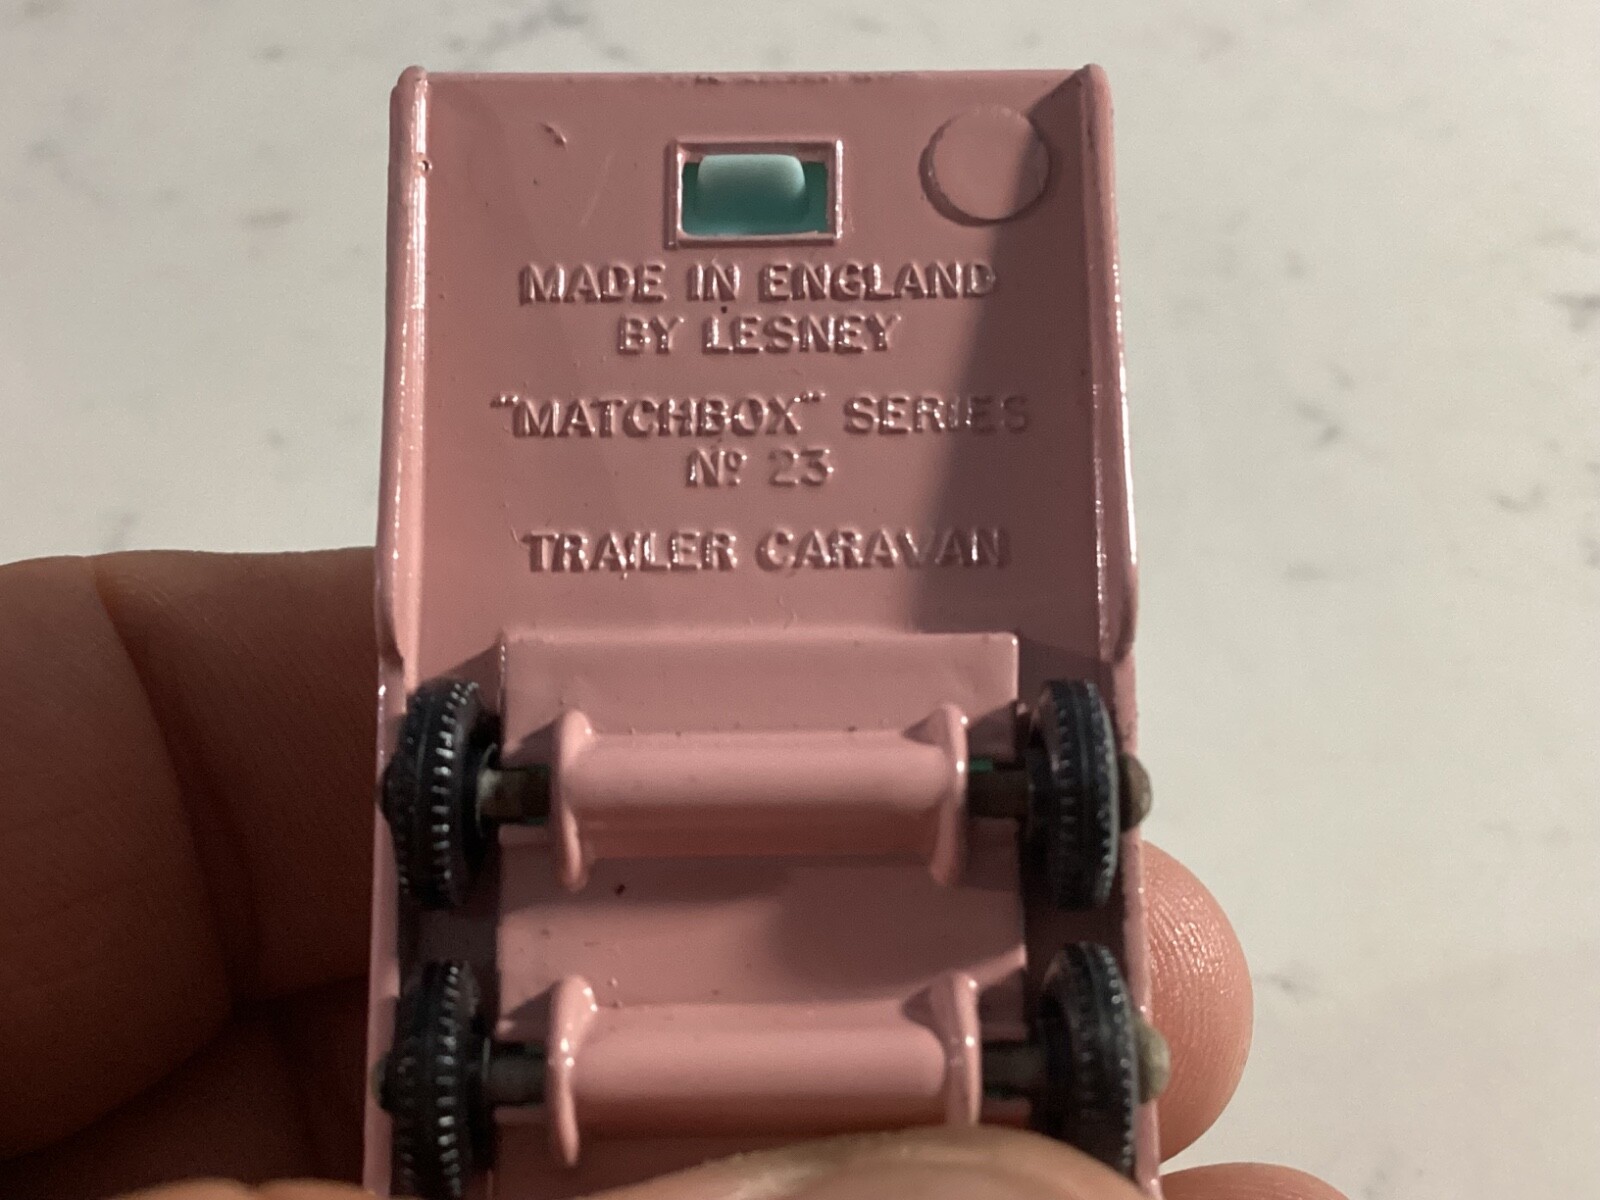 MADE IN ENGLAND
BY LESNEY
"MATCHBOX" SERIES
Nº 23
TRAILER CARAVAN